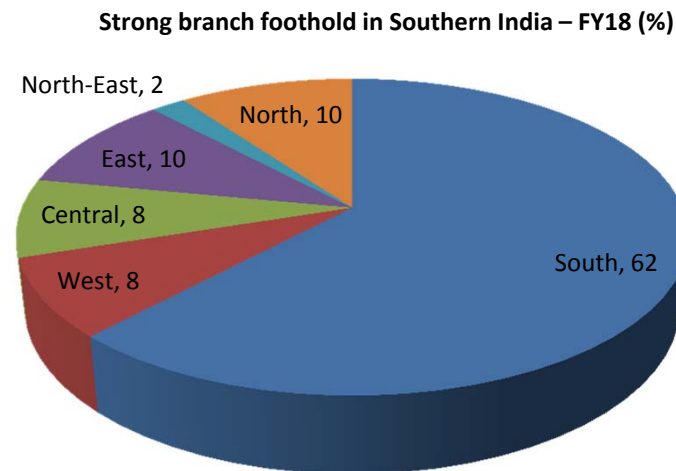 Strong branch foothold in Southern India – FY18 (%)
North-East, 2
North, 10
East, 10
Central, 8
South, 62
West, 8